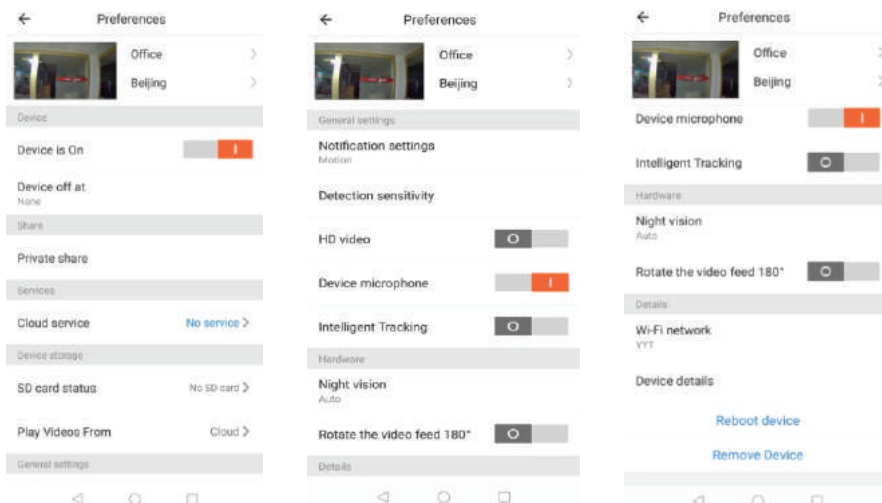 Preferences
Office
Beijing
Device
Device is On
Device off at
None
Share
Private share
Services
Cloud service No service >
Device storage
SD card status No SD card >
Play Videos From Cloud >
General settings
Preferences
Office
Beijing
General settings
Notification settings
Motion
Detection sensitivity
HD video
Device microphone
Intelligent Tracking
Hardware
Night vision
Auto
Rotate the video feed 180°
Details
Preferences
Office
Beijing
Device microphone
Intelligent Tracking
Hardware
Night vision
Auto
Rotate the video feed 180°
Details
Wi-Fi network
YYT
Device details
Reboot device
Remove Device